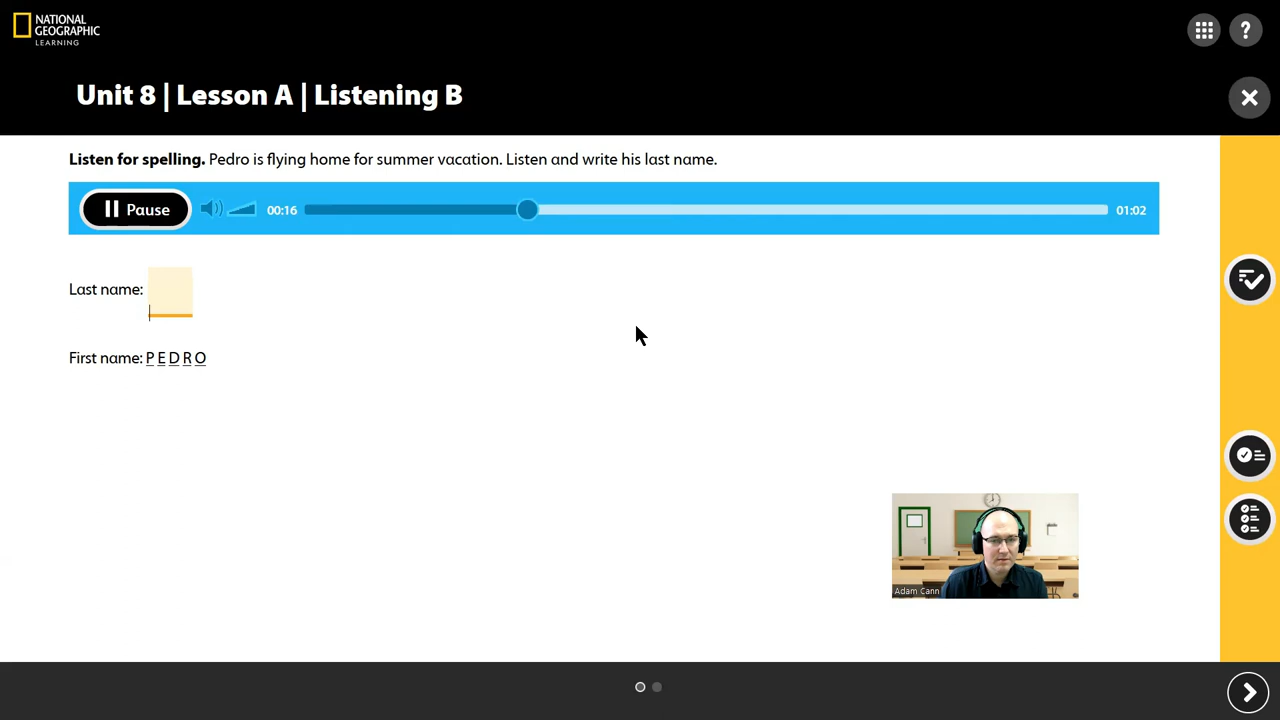 NATIONAL
GEOGRAPHIC
LEARNING
?
Unit 8 | Lesson A | Listening B
Listen for spelling. Pedro is flying home for summer vacation. Listen and write his last name.
Pause 00:16 01:02
Last name:
First name: P E D R O
Adam Cann